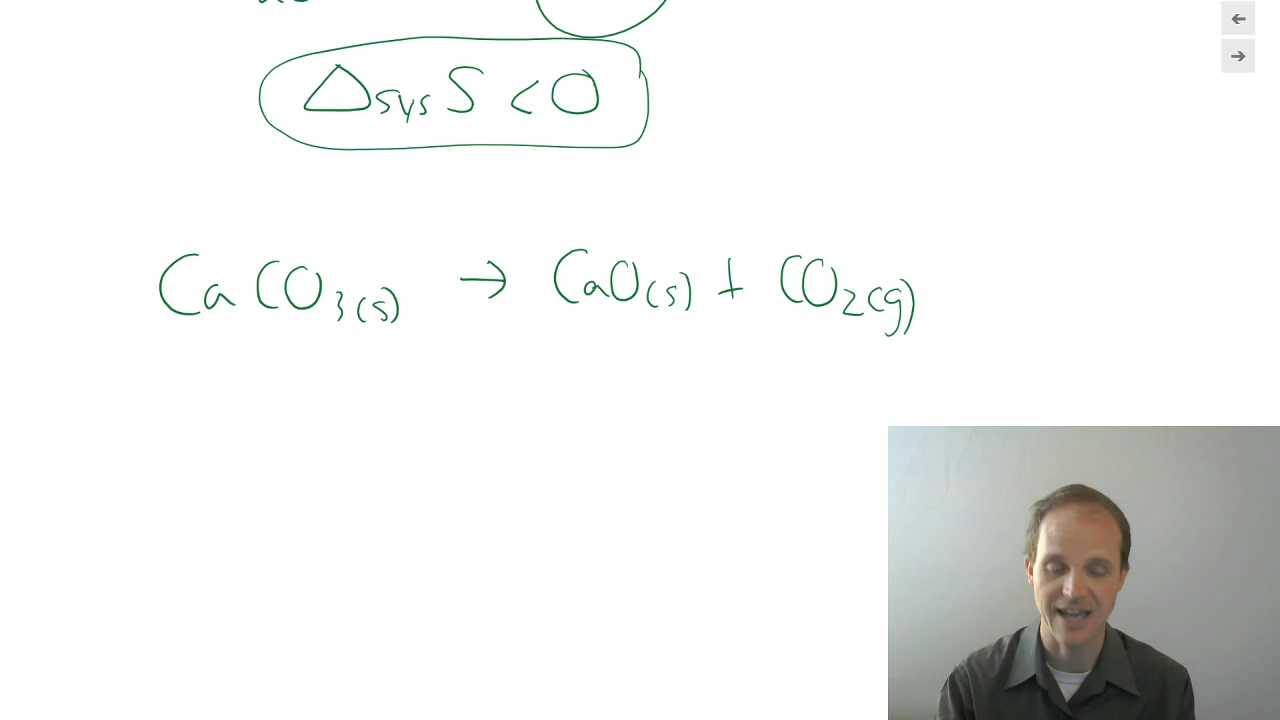 ΔsysS < 0
CaCO3(s) → CaO(s) + CO2(g)